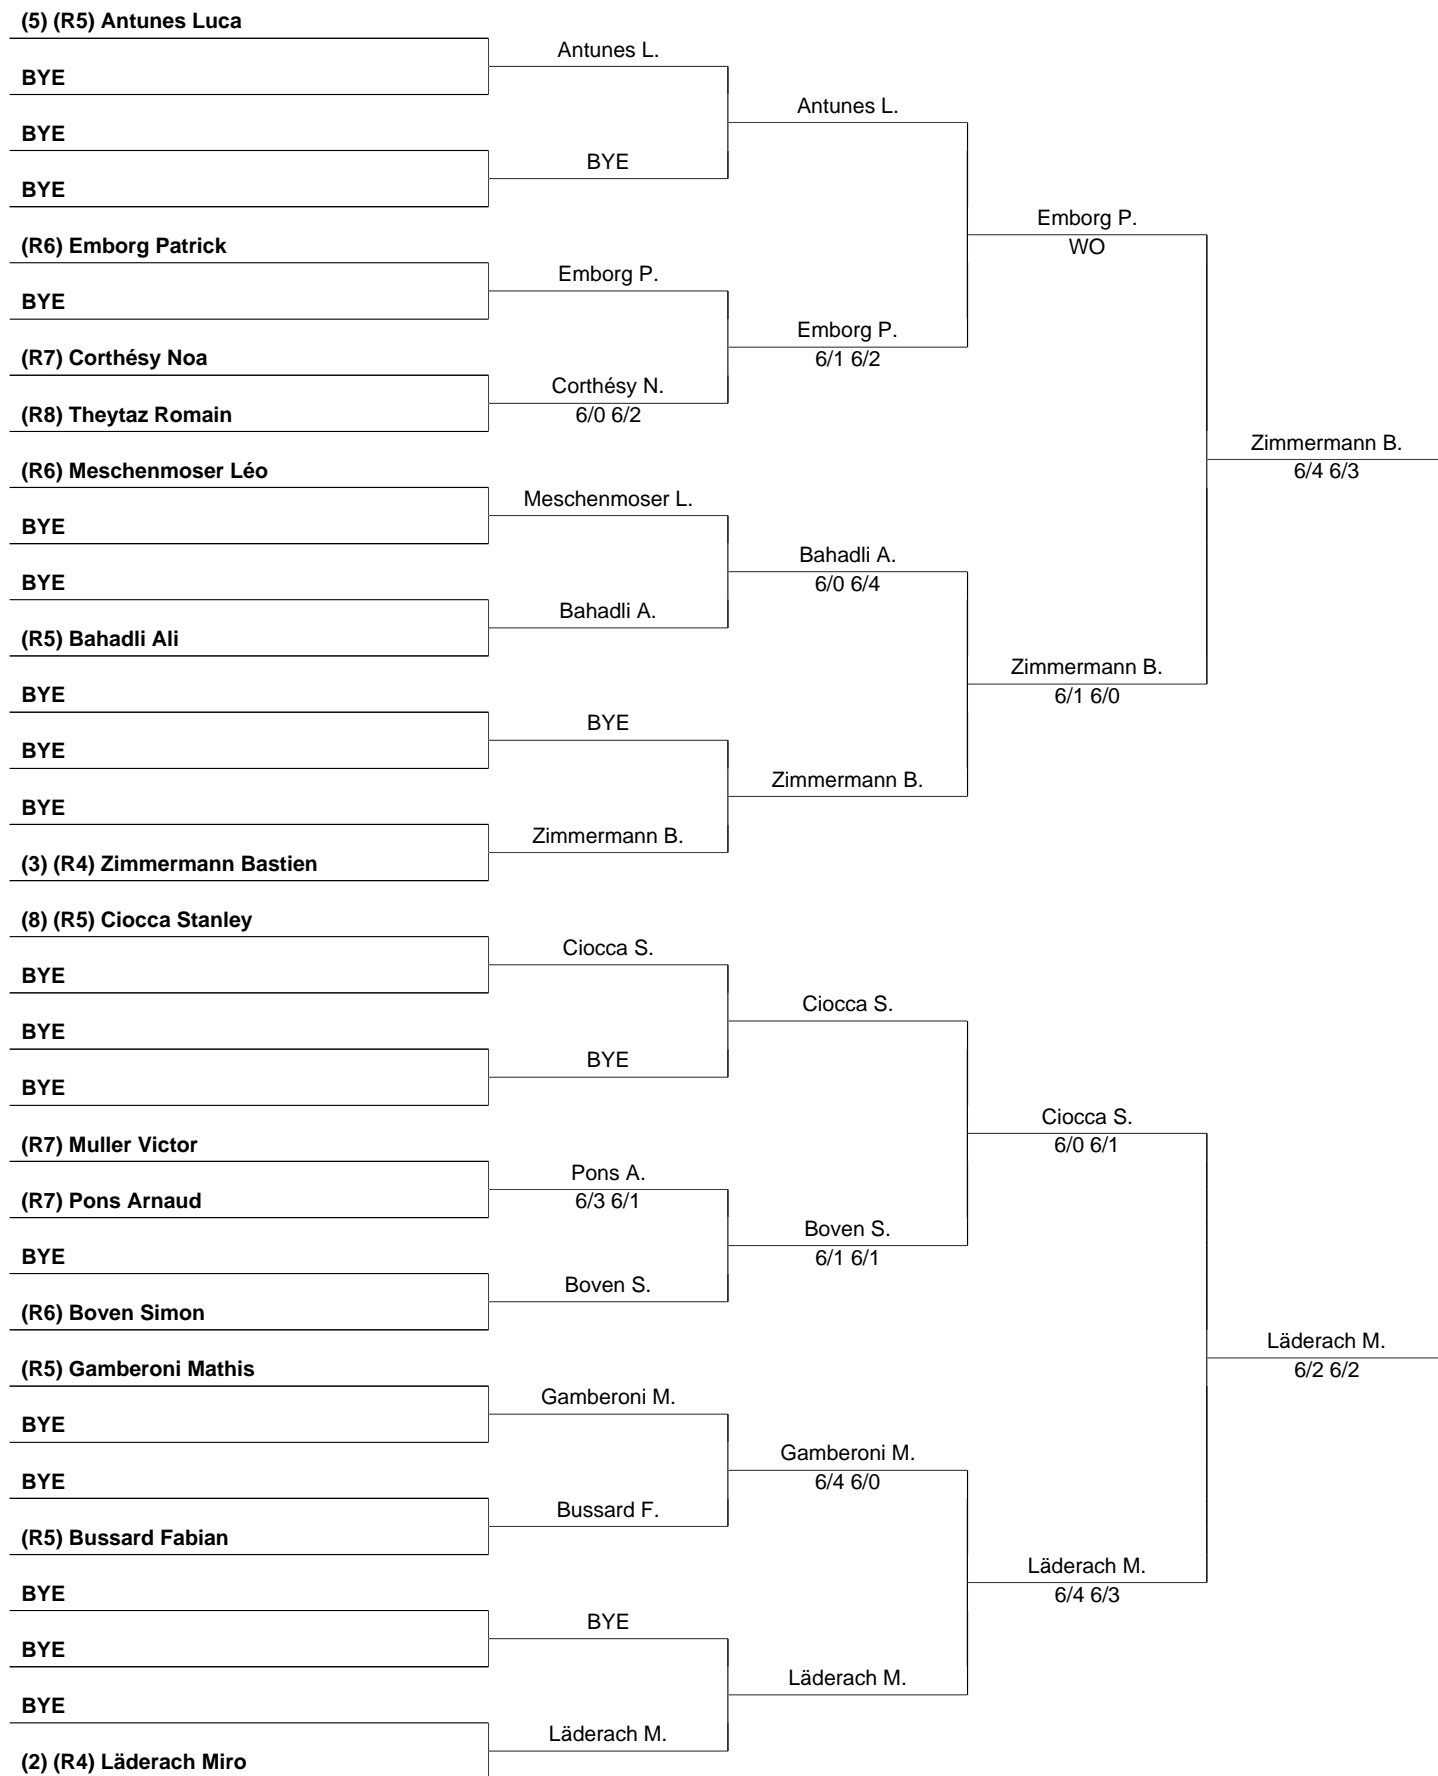 (5) (R5) Antunes Luca
BYE
BYE
BYE
(R6) Emborg Patrick
BYE
(R7) Corthésy Noa
(R8) Theytaz Romain
(R6) Meschenmoser Léo
BYE
BYE
(R5) Bahadli Ali
BYE
BYE
BYE
(3) (R4) Zimmermann Bastien
(8) (R5) Ciocca Stanley
BYE
BYE
BYE
(R7) Muller Victor
(R7) Pons Arnaud
BYE
(R6) Boven Simon
(R5) Gamberoni Mathis
BYE
BYE
(R5) Bussard Fabian
BYE
BYE
BYE
(2) (R4) Läderach Miro
Antunes L.
BYE
Emborg P.
Corthésy N.
6/0 6/2
Meschenmoser L.
Bahadli A.
BYE
Zimmermann B.
Ciocca S.
BYE
Pons A.
6/3 6/1
Boven S.
Gamberoni M.
Bussard F.
BYE
Läderach M.
Antunes L.
Emborg P.
6/1 6/2
Bahadli A.
6/0 6/4
Zimmermann B.
Ciocca S.
Boven S.
6/1 6/1
Gamberoni M.
6/4 6/0
Läderach M.
Emborg P.
WO
Zimmermann B.
6/1 6/0
Ciocca S.
6/0 6/1
Läderach M.
6/4 6/3
Zimmermann B.
6/4 6/3
Läderach M.
6/2 6/2